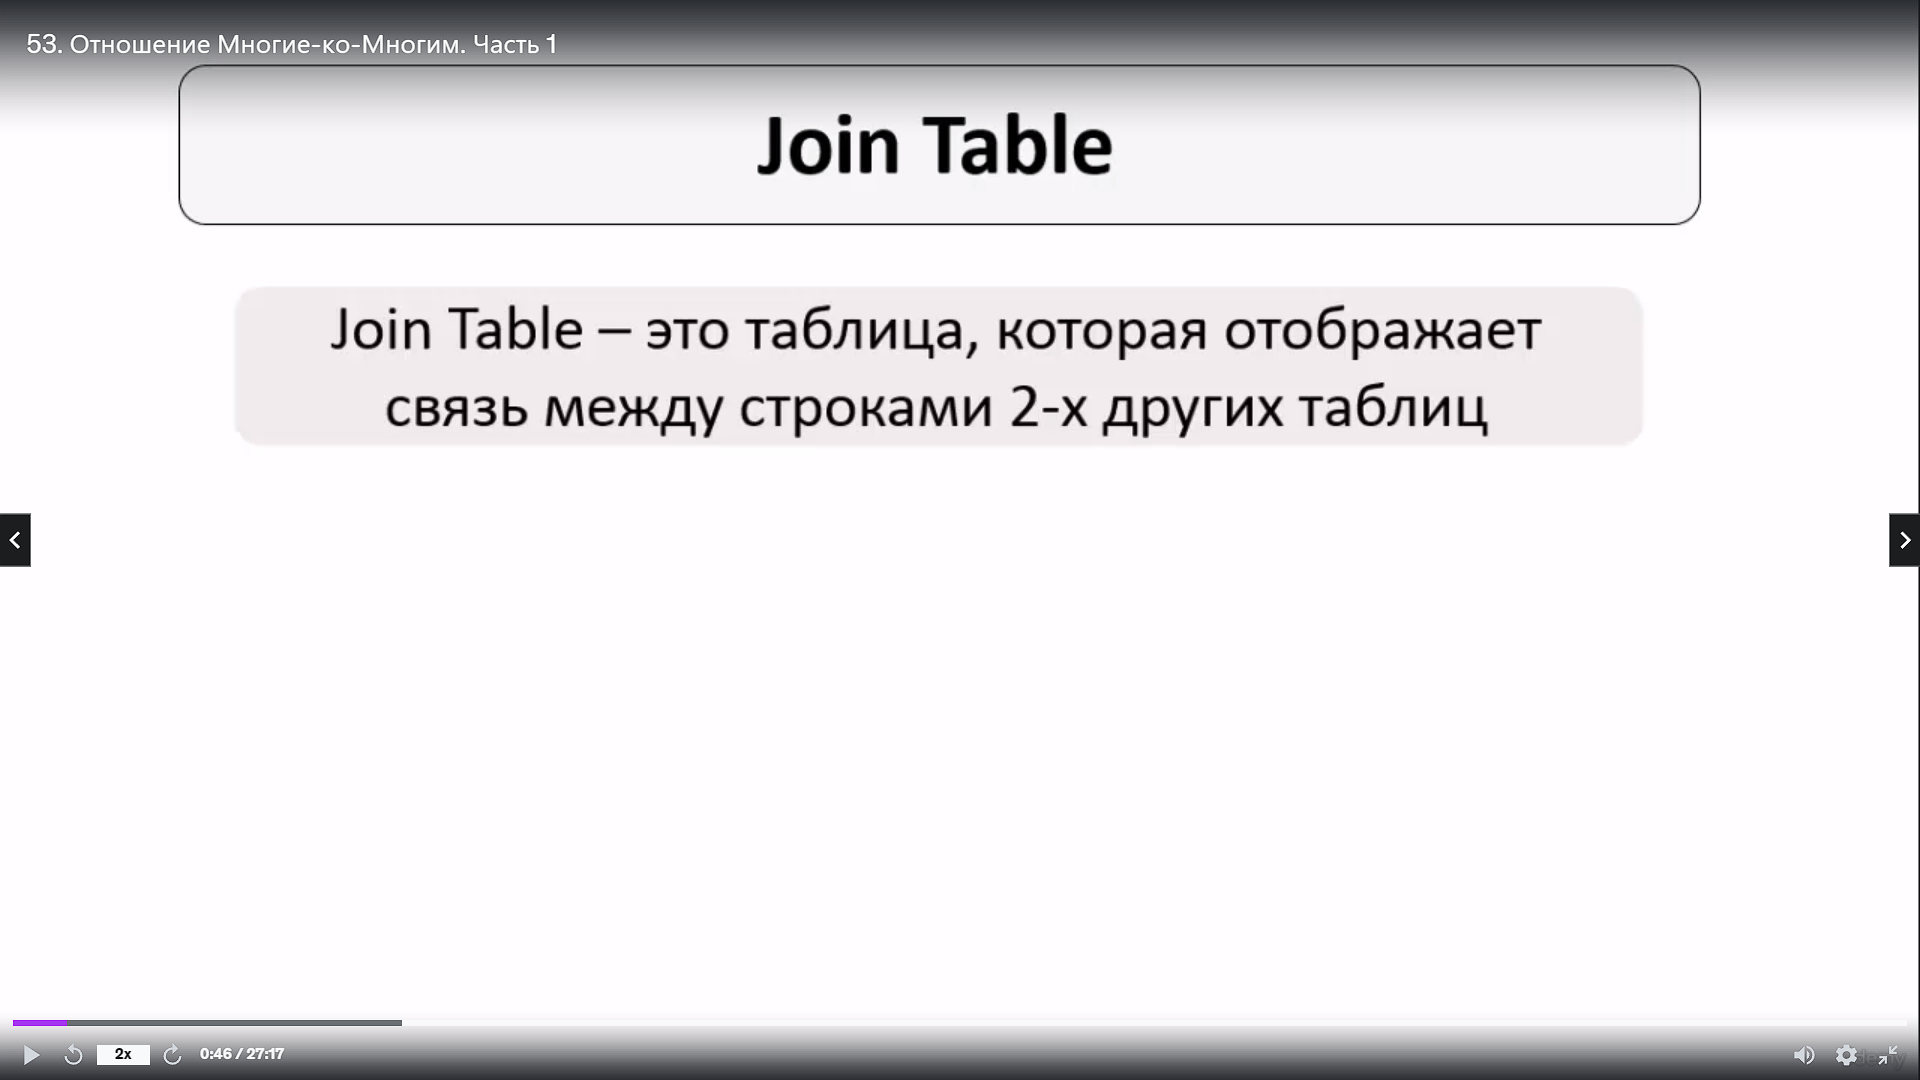 53. Отношение Многие-ко-Многим. Часть 1
Join Table
Join Table – это таблица, которая отображает
связь между строками 2-х других таблиц
2x
0:46 / 27:17